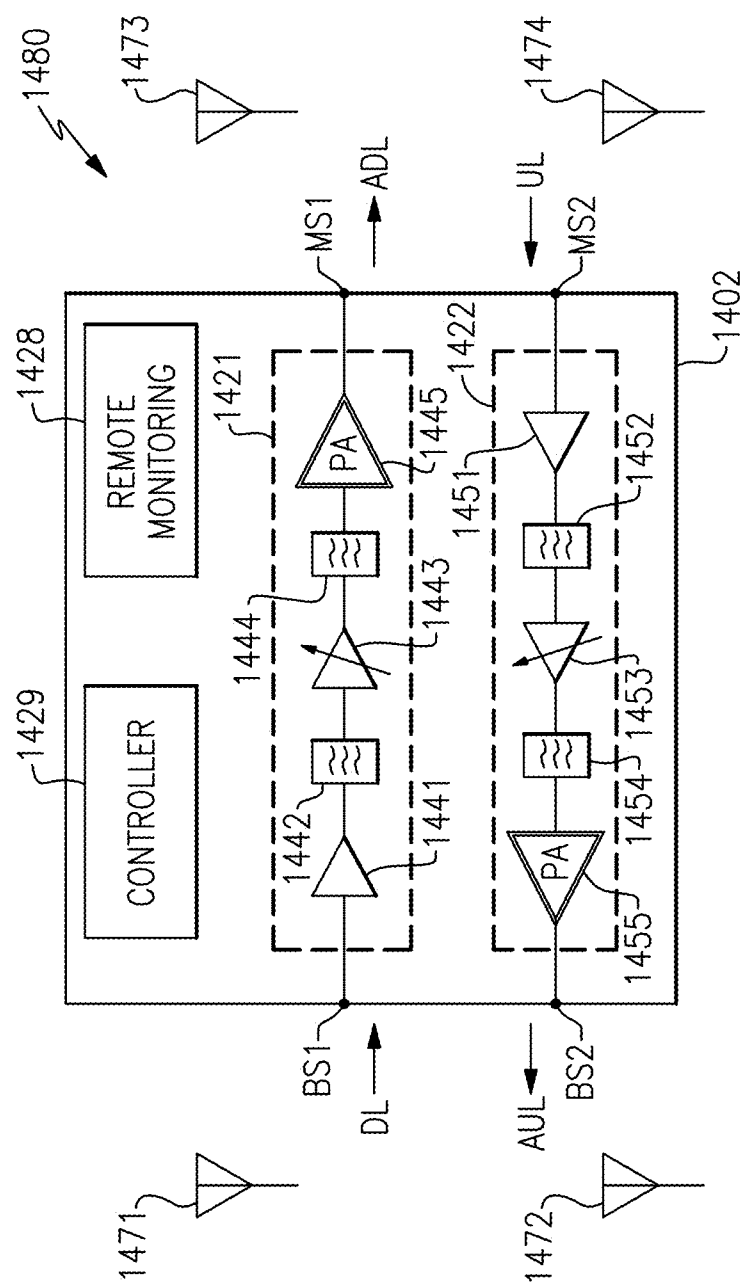 1480
1473
1474
1471
1472
1429
CONTROLLER
1428
REMOTE
MONITORING
BS1
DL
MS1
ADL
1421
1441
1442
1443
1444
PA
1445
BS2
AUL
MS2
UL
1422
1451
1452
1453
1454
PA
1455
1402